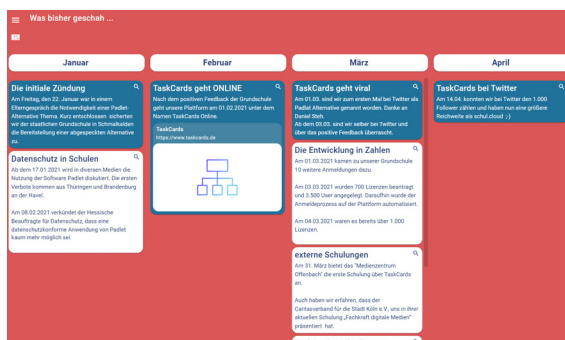 Was bisher geschah ...
Januar
Die initiale Zündung
Am Freitag, den 22. Januar war in einem
Elterngespräch die Notwendigkeit einer Padlet-
Alternative Thema. Kurz entschlossen sicherten
wir der staatlichen Grundschule in Schmalkalden
die Bereitstellung einer abgespeckten Alternative
zu.
Datenschutz in Schulen
Ab dem 17.01.2021 wird in diversen Medien die
Nutzung der Software Padlet diskutiert. Die ersten
Verbote kommen aus Thüringen und Brandenburg
an der Havel.
Am 08.02.2021 verkündet der Hessische
Beauftragte für Datenschutz, dass eine
datenschutzkonforme Anwendung von Padlet
kaum mehr möglich sei.
Februar
TaskCards geht ONLINE
Nach dem positiven Feedback der Grundschule
geht unsere Plattform am 01.02.2021 unter dem
Namen TaskCards Online.
TaskCards
https://www.taskcards.de
März
TaskCards geht viral
Am 01.03. sind wir zum ersten Mal bei Twitter als
Padlet Alternative genannt worden. Danke an
Daniel Steh.
Ab dem 03.03. sind wir selber bei Twitter und
über das positive Feedback überrascht.
Die Entwicklung in Zahlen
Am 01.03.2021 kamen zu unserer Grundschule
10 weitere Anmeldungen dazu.
Am 03.03.2021 wurden 700 Lizenzen beantragt
und 3.500 User angegelegt. Daraufhin wurde der
Anmeldeprozess auf der Plattform automatisiert.
Am 04.03.2021 waren es bereits über 1.000
Lizenzen.
externe Schulungen
Am 31. März bietet das "Medienzentrum
Offenbach" die erste Schulung über TaskCards
an.
Auch haben wir erfahren, dass der
Caritasverband für die Stadt Köln e.V., uns in ihrer
aktuellen Schulung „Fachkraft digitale Medien"
präsentiert hat.
April
TaskCards bei Twitter
Am 14.04. konnten wir bei Twitter den 1.000
Follower zählen und haben nun eine größere
Reichweite als schul.cloud ;-)